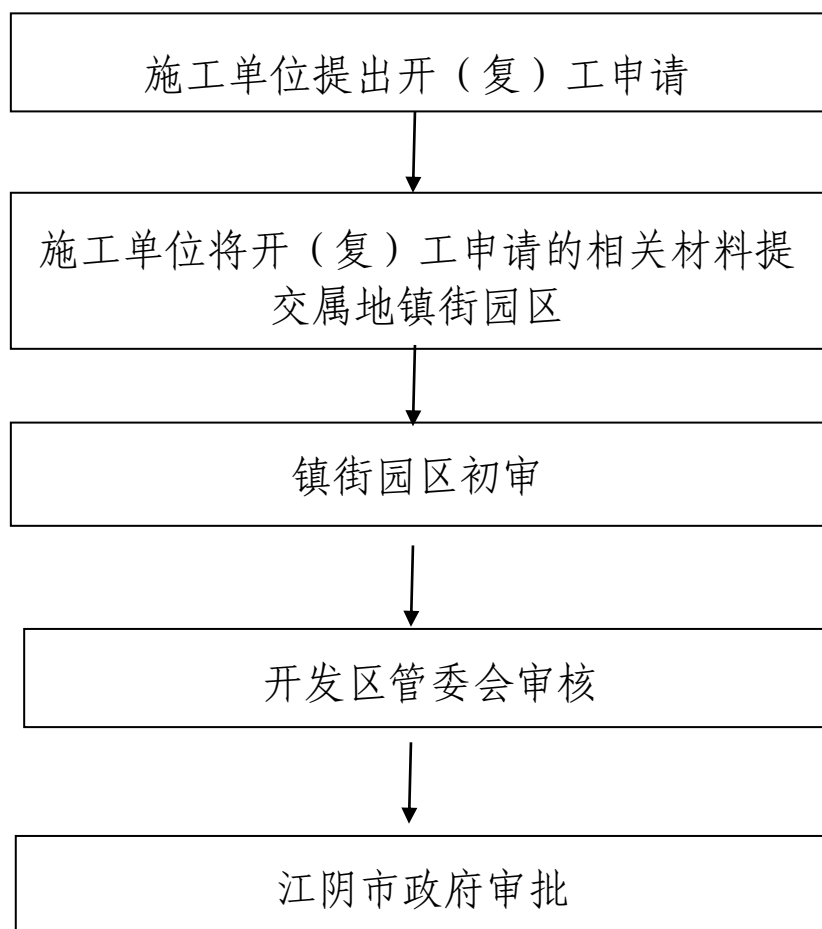 施工单位提出开（复）工申请
施工单位将开（复）工申请的相关材料提
交属地镇街园区
镇街园区初审
开发区管委会审核
江阴市政府审批